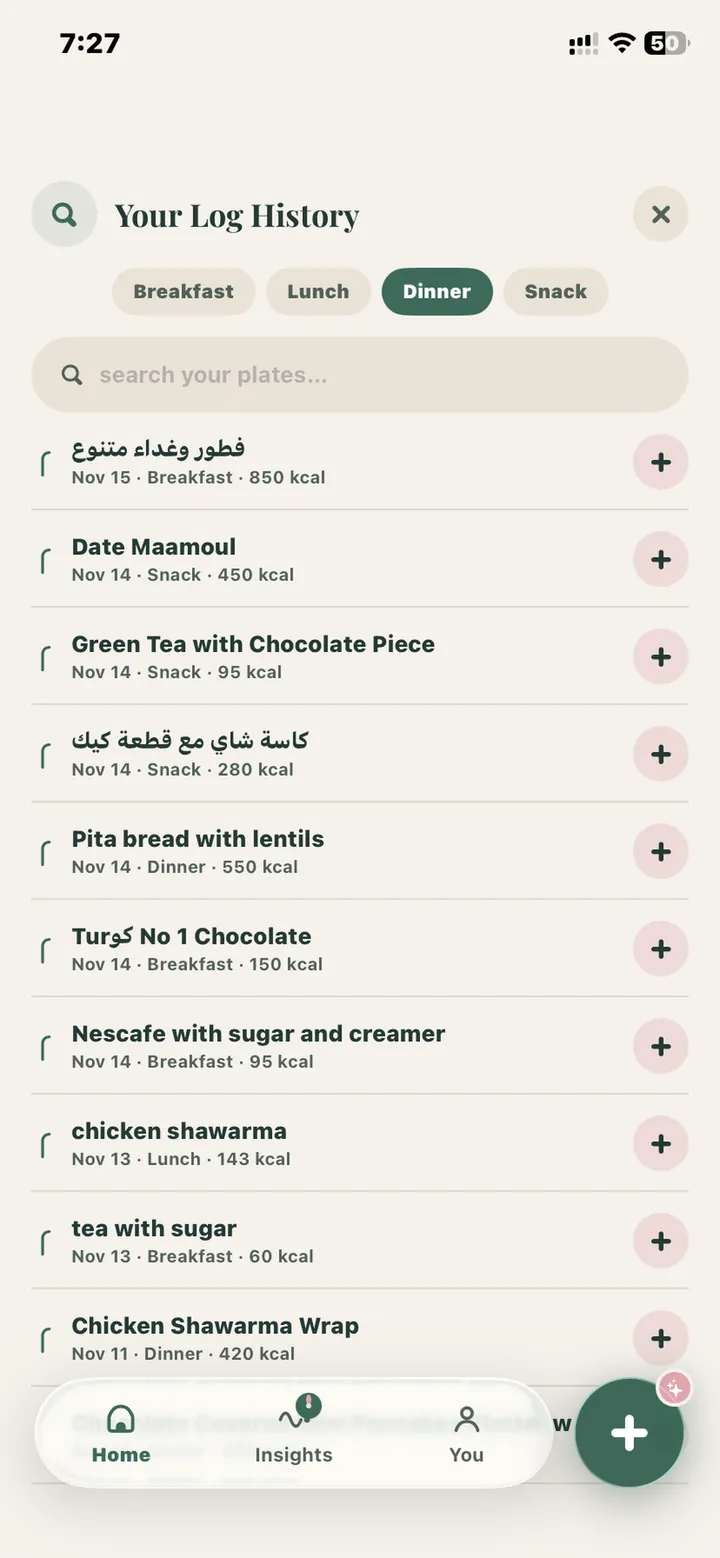 7:27
50
Your Log History
Breakfast Lunch Dinner Snack
search your plates...
فطور وغداء متنوع
Nov 15 · Breakfast · 850 kcal
Date Maamoul
Nov 14 · Snack · 450 kcal
Green Tea with Chocolate Piece
Nov 14 · Snack · 95 kcal
كاسة شاي مع قطعة كيك
Nov 14 · Snack · 280 kcal
Pita bread with lentils
Nov 14 · Dinner · 550 kcal
Turكو No 1 Chocolate
Nov 14 · Breakfast · 150 kcal
Nescafe with sugar and creamer
Nov 14 · Breakfast · 95 kcal
chicken shawarma
Nov 13 · Lunch · 143 kcal
tea with sugar
Nov 13 · Breakfast · 60 kcal
Chicken Shawarma Wrap
Nov 11 · Dinner · 420 kcal
Home Insights You